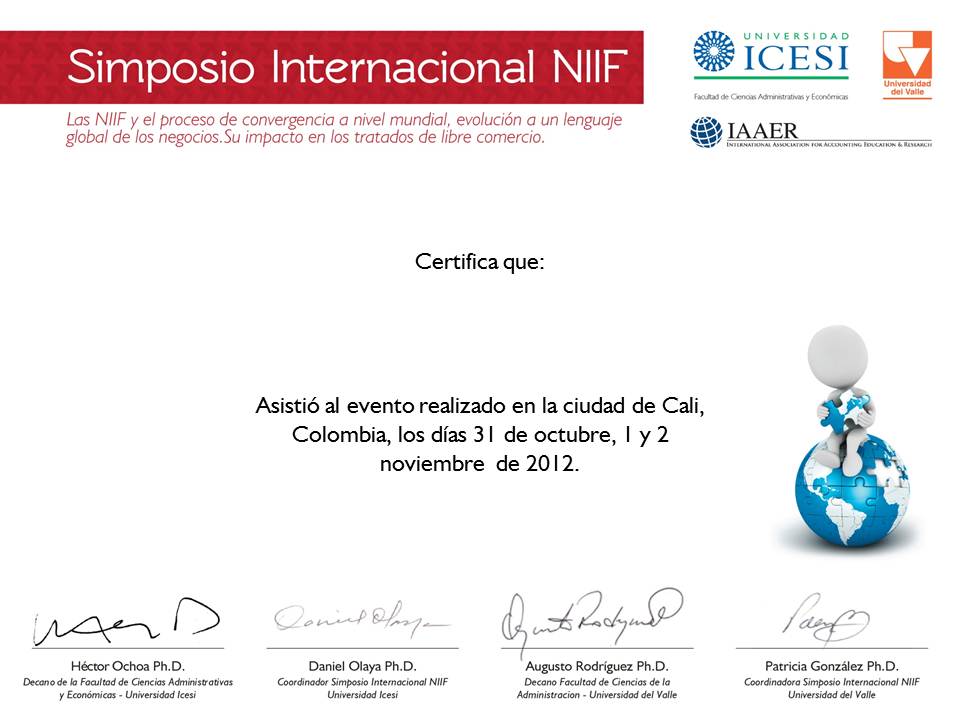 Simposio Internacional NIIF
Las NIIF y el proceso de convergencia a nivel mundial, evolución a un lenguaje
global de los negocios. Su impacto en los tratados de libre comercio.
UNIVERSIDAD
ICESI
Facultad de Ciencias Administrativas y Económicas
Universidad
del Valle
IAAER
International Association for Accounting Education & Research
Certifica que:
Asistió al evento realizado en la ciudad de Cali,
Colombia, los días 31 de octubre, 1 y 2
noviembre de 2012.
Daniel Olaya
Héctor Ochoa Ph.D.
Decano de la Facultad de Ciencias Administrativas
y Económicas - Universidad Icesi
Daniel Olaya Ph.D.
Coordinador Simposio Internacional NIIF
Universidad Icesi
Augusto Rodríguez PH.D.
Decano Facultad de Ciencias de la
Administracion - Universidad del Valle
Patricia González Ph.D.
Coordinadora Simposio Internacional NIIF
Universidad del Valle